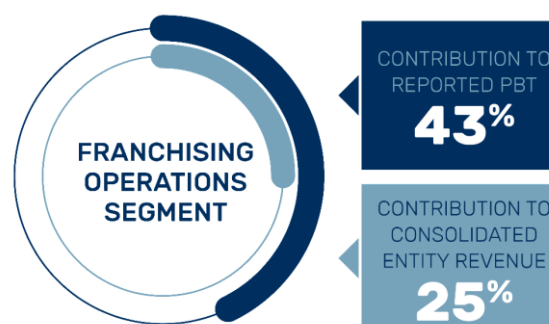 FRANCHISING
OPERATIONS
SEGMENT
CONTRIBUTION TO
REPORTED PBT
43%
CONTRIBUTION TO
CONSOLIDATED
ENTITY REVENUE
25%